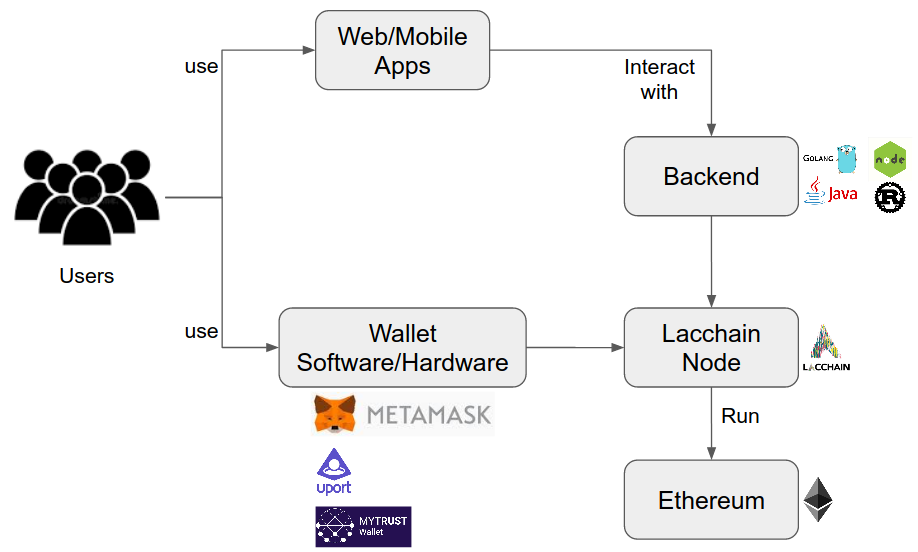 Web/Mobile
Apps
use
Interact
with
Backend
GOLANG
node
Java
R
Users
use
Wallet
Software/Hardware
Lacchain
Node
LACCHAIN
METAMASK
Run
uport
Ethereum
MYTRUST
Wallet